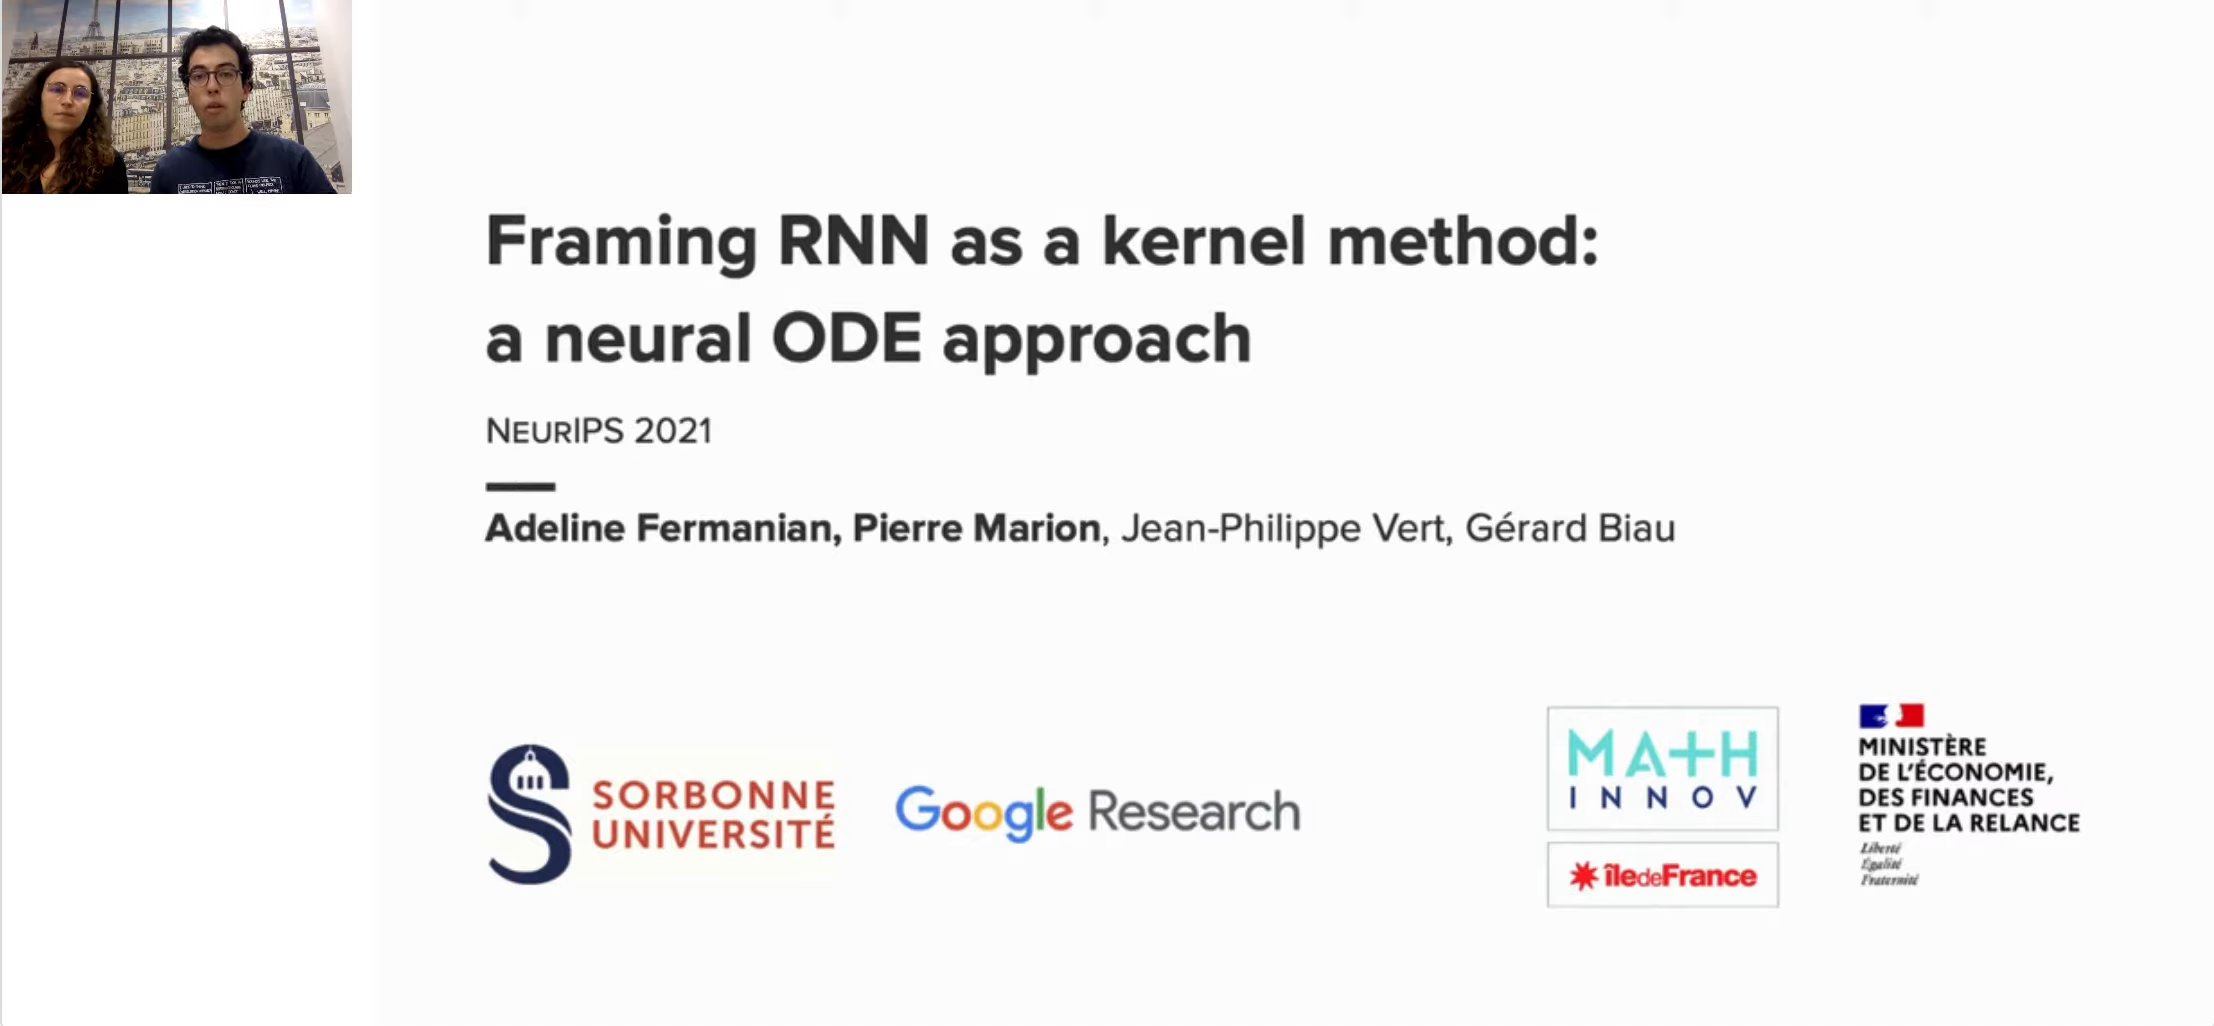 Framing RNN as a kernel method:
a neural ODE approach
NEURIPS 2021
Adeline Fermanian, Pierre Marion, Jean-Philippe Vert, Gérard Biau
SORBONNE
UNIVERSITÉ
Google Research
MATH
INNOV
îledeFrance
MINISTÈRE
DE L'ÉCONOMIE,
DES FINANCES
ET DE LA RELANCE
Liberté
Égalité
Fraternité